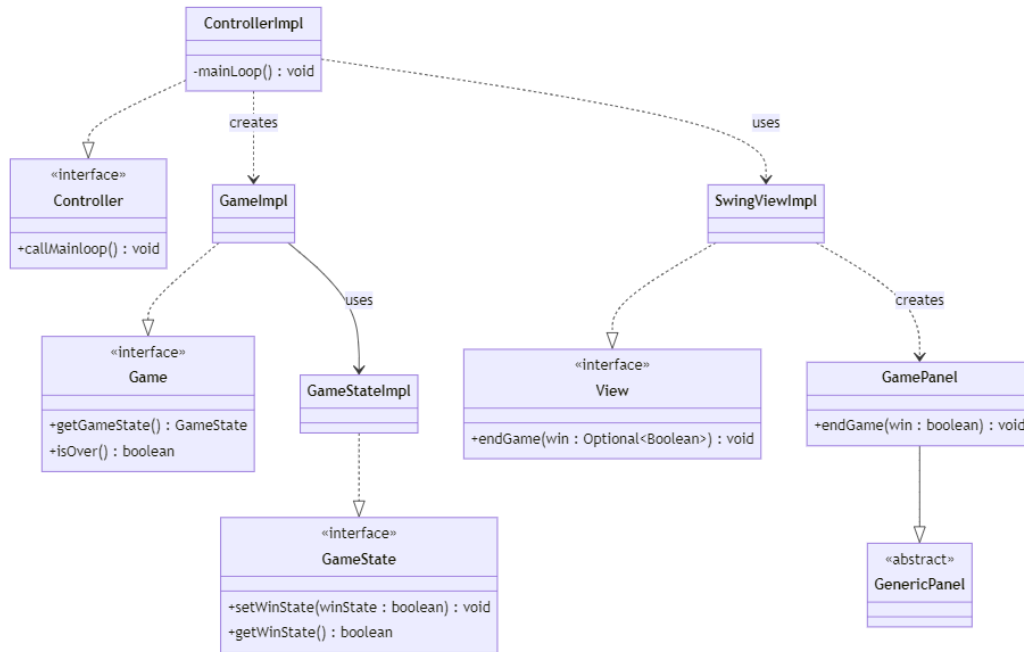 ControllerImpl
-mainLoop() : void
creates
uses
«interface»
Controller
+callMainloop() : void
GameImpl
SwingViewImpl
uses
creates
«interface»
Game
+getGameState() : GameState
+isOver() : boolean
GameStateImpl
«interface»
View
+endGame(win : Optional<Boolean>) : void
GamePanel
+endGame(win : boolean) : void
«interface»
GameState
+setWinState(winState : boolean) : void
+getWinState() : boolean
«abstract»
GenericPanel